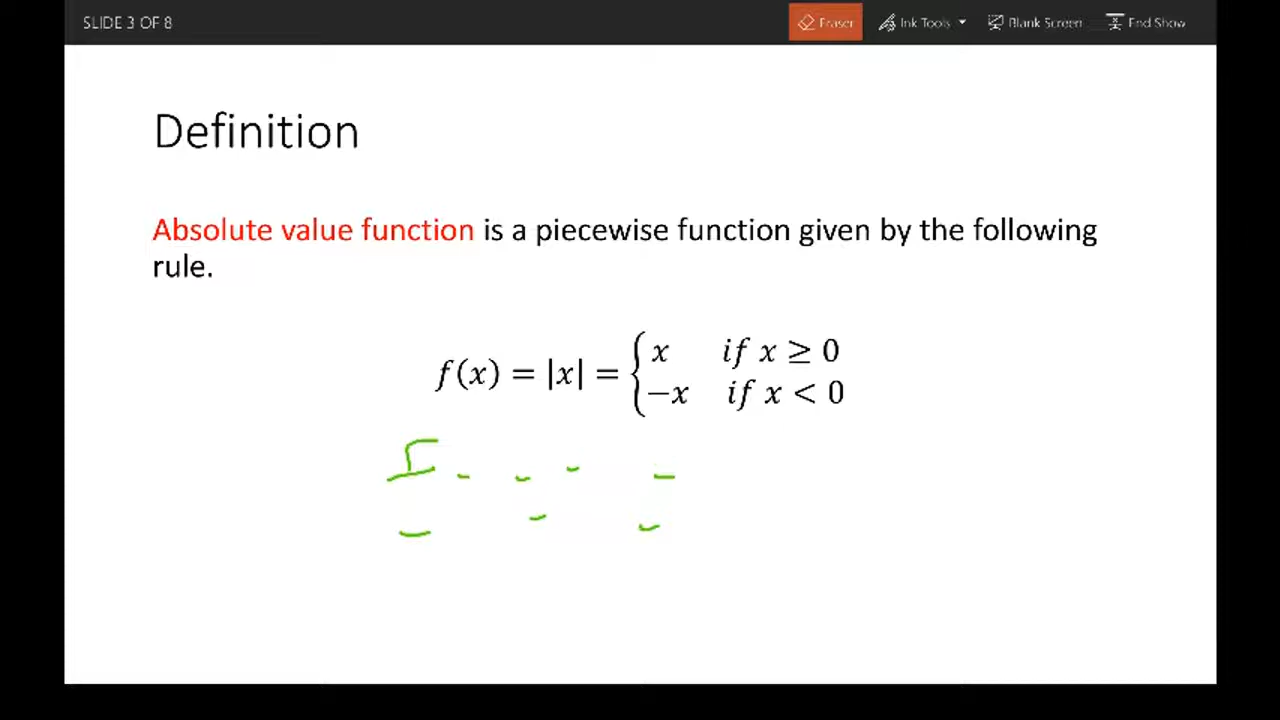 SLIDE 3 OF 8 Eraser Ink Tools Blank Screen End Show
Definition
Absolute value function is a piecewise function given by the following
rule.
f(x) = |x| = { x if x ≥ 0
−x if x < 0